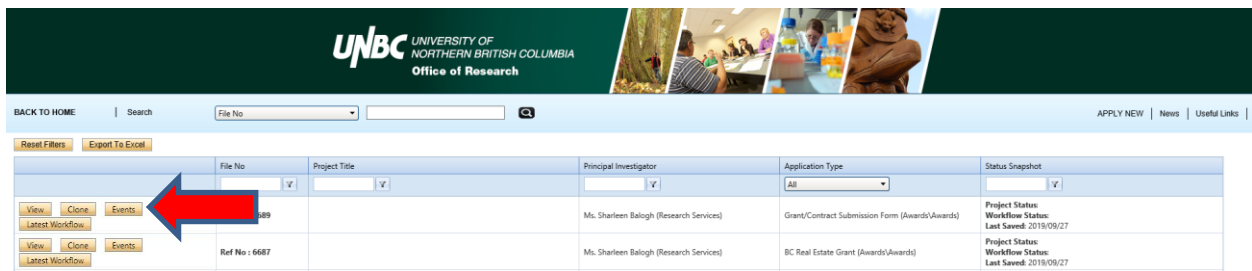 UNBC UNIVERSITY OF
NORTHERN BRITISH COLUMBIA
Office of Research
BACK TO HOME | Search File No APPLY NEW | News | Useful Links |
Reset Filters Export To Excel
File No Project Title Principal Investigator Application Type Status Snapshot
All
View Clone Events
Latest Workflow
689
Ms. Sharleen Balogh (Research Services)
Grant/Contract Submission Form (Awards\Awards)
Project Status:
Workflow Status:
Last Saved: 2019/09/27
View Clone Events
Latest Workflow
Ref No : 6687
Ms. Sharleen Balogh (Research Services)
BC Real Estate Grant (Awards\Awards)
Project Status:
Workflow Status:
Last Saved: 2019/09/27